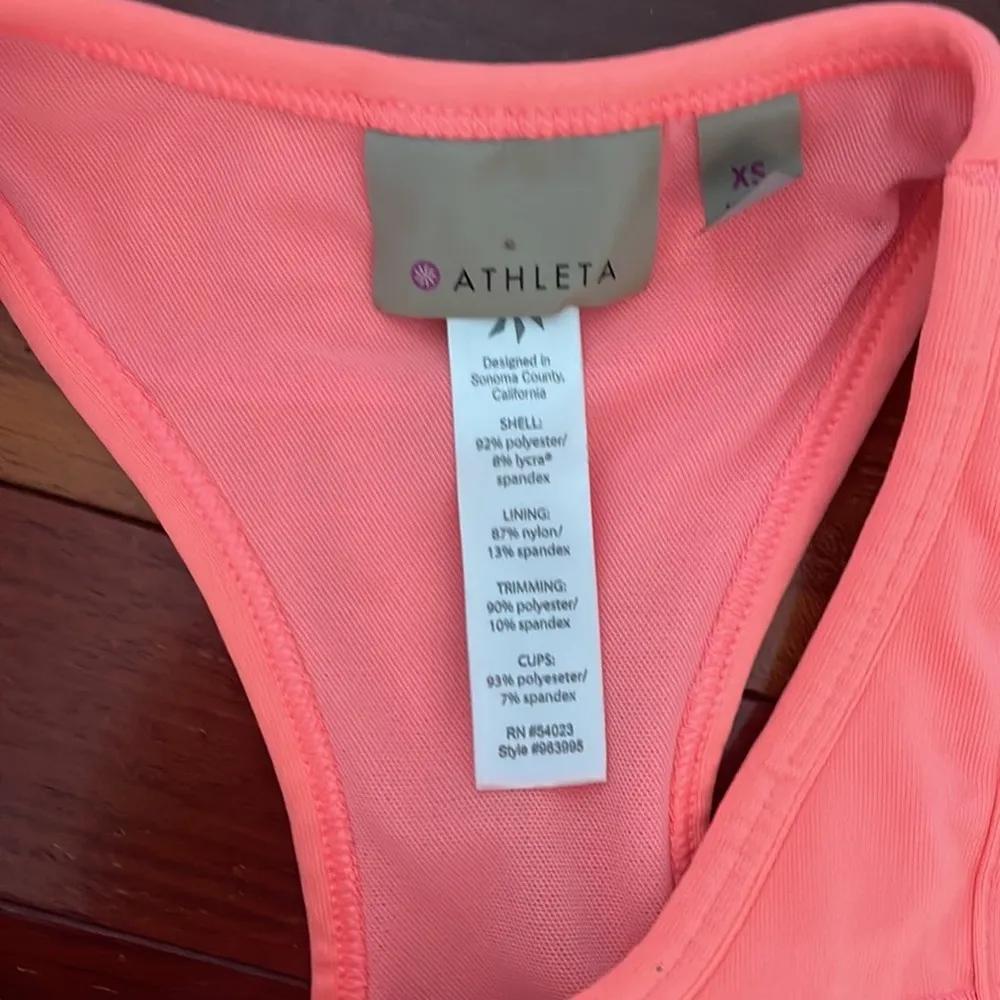 XS
ATHLETA
Designed in
Sonoma County,
California
SHELL:
92% polyester/
8% lycra®
spandex
LINING:
87% nylon/
13% spandex
TRIMMING:
90% polyester/
10% spandex
CUPS:
93% polyeseter/
7% spandex
RN #54023
Style #983995